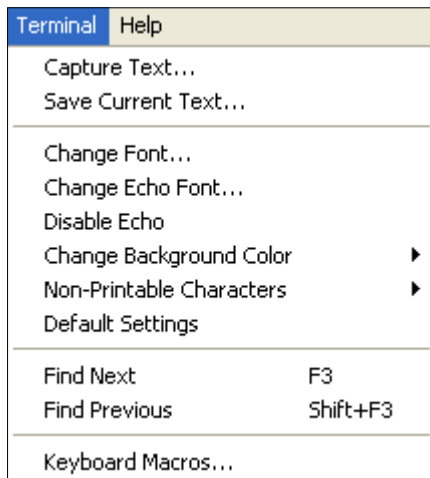 Terminal Help
Capture Text...
Save Current Text...
Change Font...
Change Echo Font...
Disable Echo
Change Background Color
Non-Printable Characters
Default Settings
Find Next F3
Find Previous Shift+F3
Keyboard Macros...